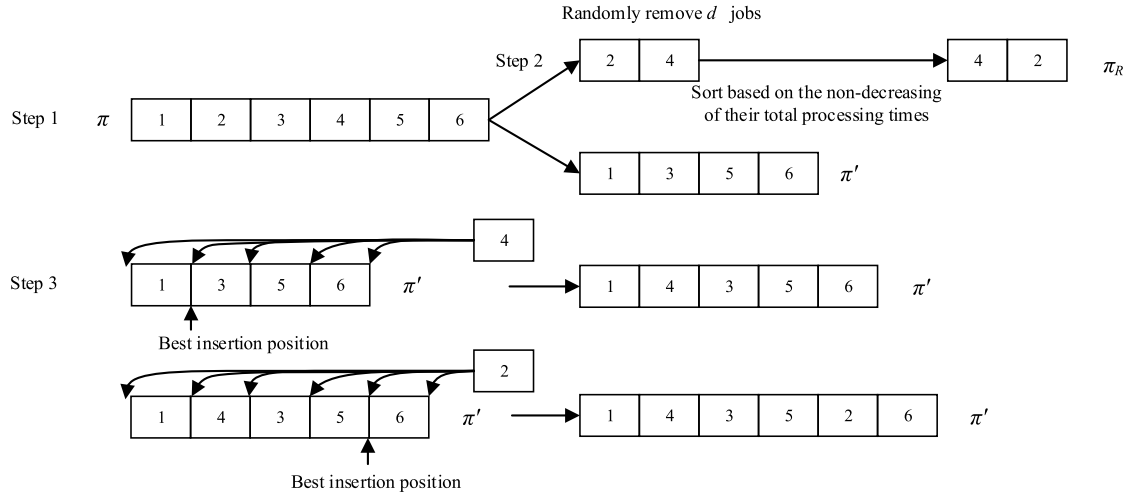 Randomly remove d jobs
Step 2 2 4 4 2 π_R
Sort based on the non-decreasing
of their total processing times
Step 1 π 1 2 3 4 5 6
1 3 5 6 π′
4
Step 3 1 3 5 6 π′ 1 4 3 5 6 π′
Best insertion position
2
1 4 3 5 6 π′ 1 4 3 5 2 6 π′
Best insertion position